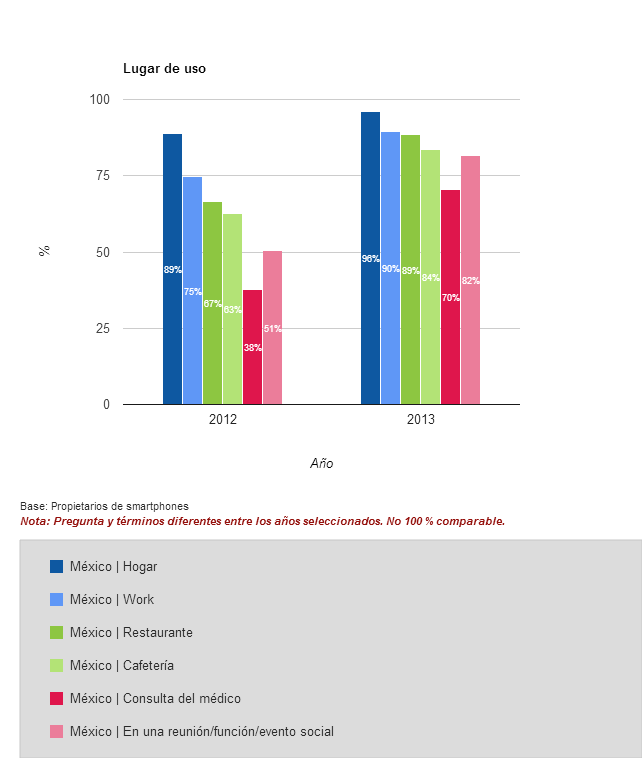 Lugar de uso
100
75
50
25
0
%
89%
75%
67%
63%
38%
51%
96%
90%
89%
84%
70%
82%
2012
2013
Año
Base: Propietarios de smartphones
Nota: Pregunta y términos diferentes entre los años seleccionados. No 100 % comparable.
México | Hogar
México | Work
México | Restaurante
México | Cafetería
México | Consulta del médico
México | En una reunión/función/evento social